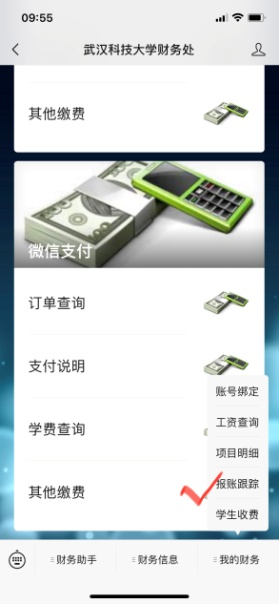 09:55
武汉科技大学财务处
其他缴费
微信支付
订单查询
支付说明
账号绑定
工资查询
学费查询
项目明细
报账跟踪
其他缴费
学生收费
财务助手
财务信息
我的财务